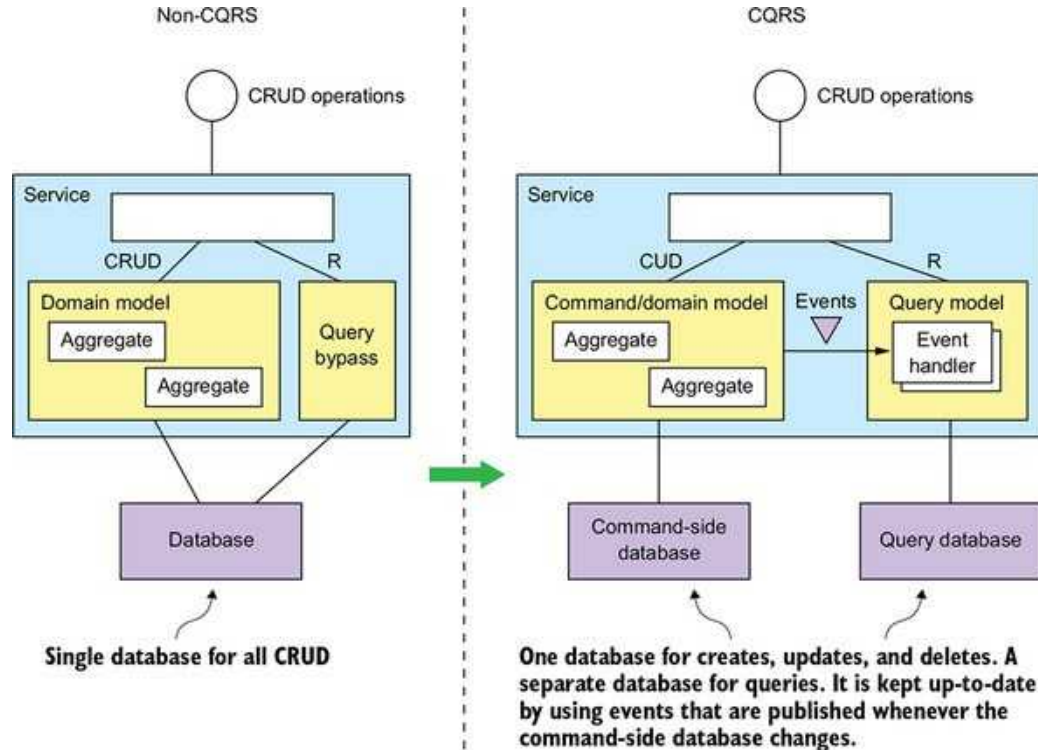 Non-CQRS
CRUD operations
Service
CRUD
R
Domain model
Aggregate
Aggregate
Query
bypass
Database
Single database for all CRUD
CQRS
CRUD operations
Service
CUD
R
Command/domain model
Aggregate
Aggregate
Events
Query model
Event
handler
Command-side
database
Query database
One database for creates, updates, and deletes. A
separate database for queries. It is kept up-to-date
by using events that are published whenever the
command-side database changes.